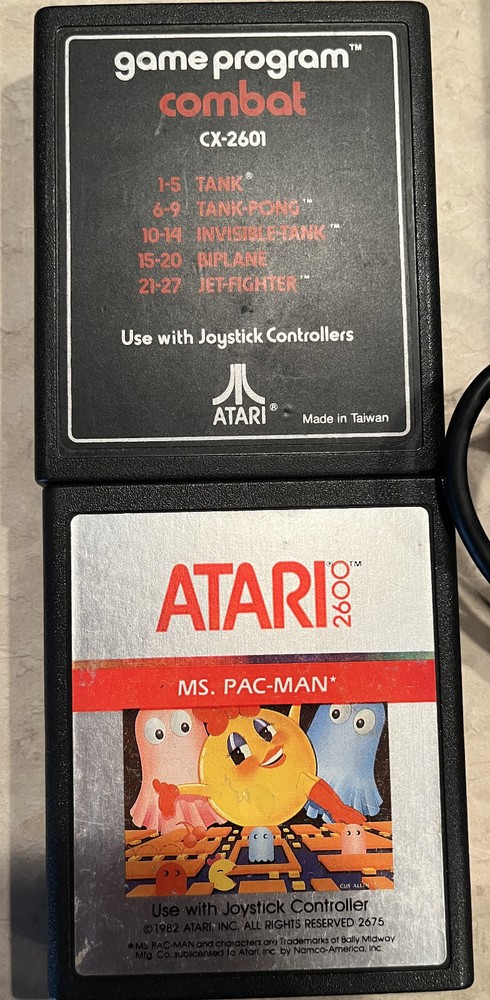 game program™
combat
CX-2601
1-5 TANK®
6-9 TANK-PONG™
10-14 INVISIBLE-TANK™
15-20 BIPLANE
21-27 JET-FIGHTER™
Use with Joystick Controllers
ATARI®
Made in Taiwan
ATARI® 2600™
MS. PAC-MAN*
GUS ALLEN
Use with Joystick Controller
©1982 ATARI, INC. ALL RIGHTS RESERVED 2675
*MS. PAC-MAN and characters are Trademarks of Bally Midway
Mfg. Co. sublicensed to Atari, Inc. by Namco-America, Inc.